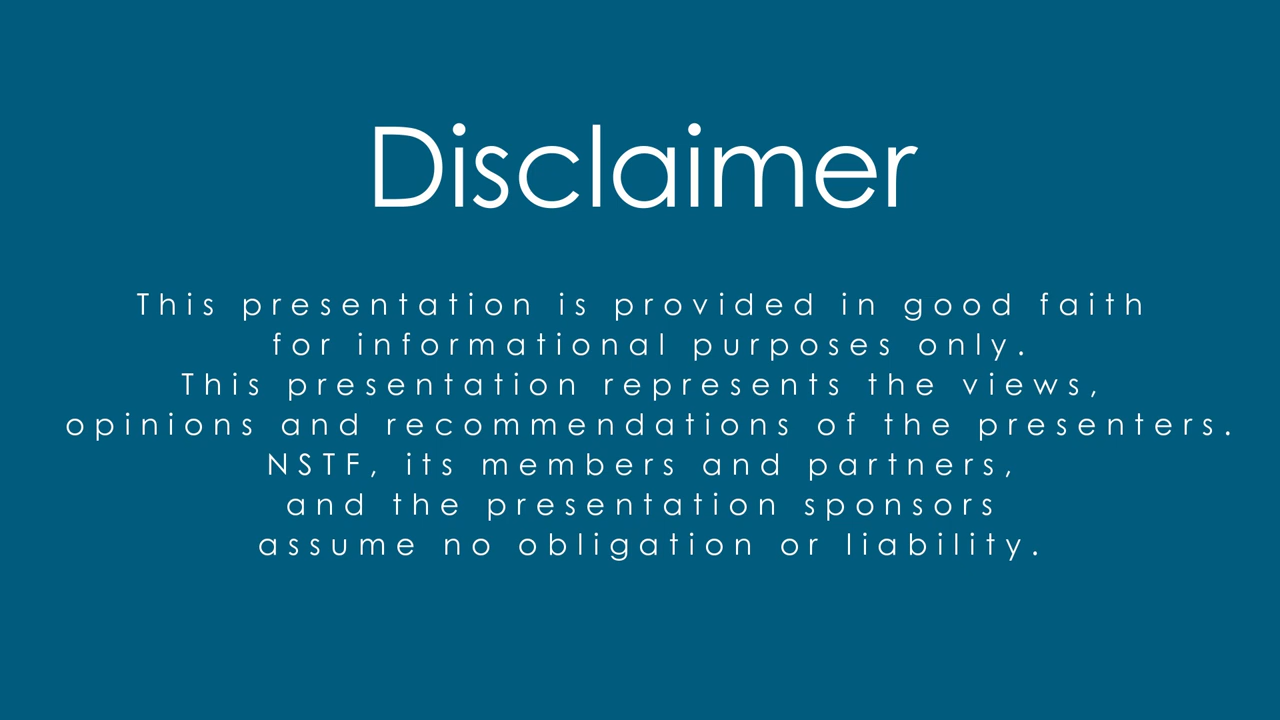 Disclaimer
This presentation is provided in good faith
for informational purposes only.
This presentation represents the views,
opinions and recommendations of the presenters.
NSTF, its members and partners,
and the presentation sponsors
assume no obligation or liability.